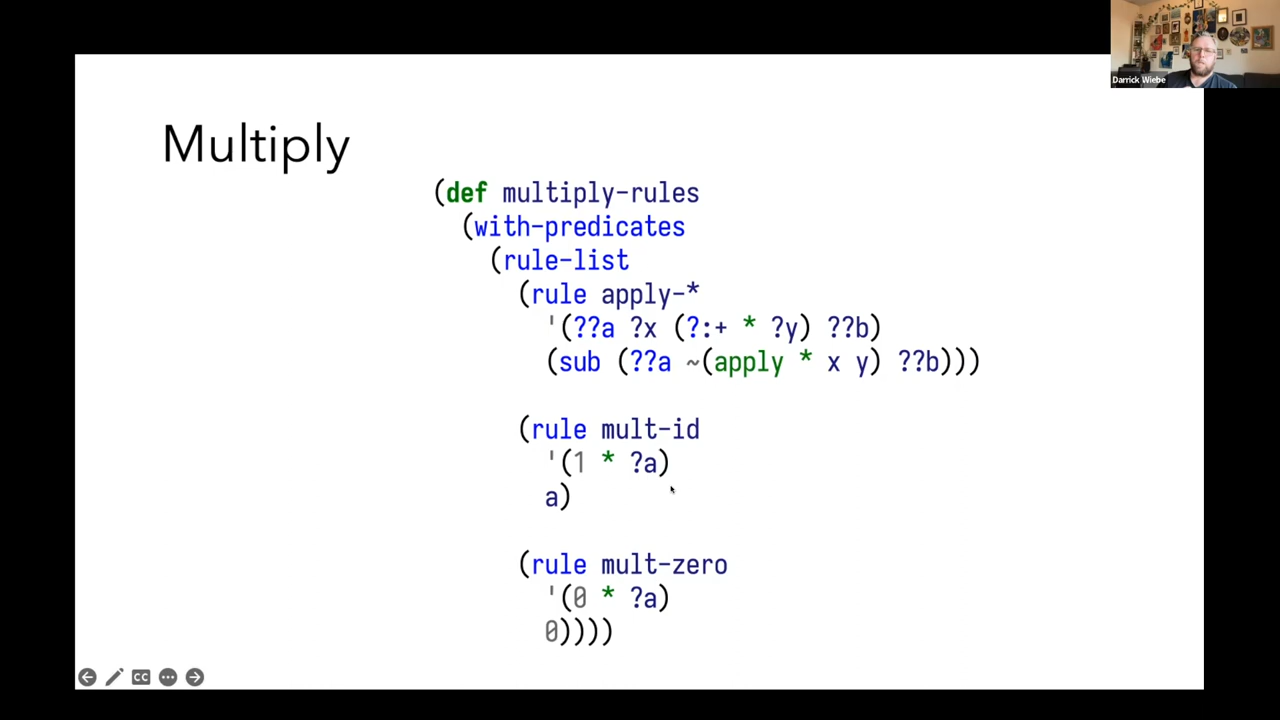 Darrick Wiebe
Multiply
(def multiply-rules
(with-predicates
(rule-list
(rule apply-*
'(??a ?x (?:+ * ?y) ??b)
(sub (??a ~(apply * x y) ??b)))
(rule mult-id
'(1 * ?a)
a)
(rule mult-zero
'(0 * ?a)
0))))
CC